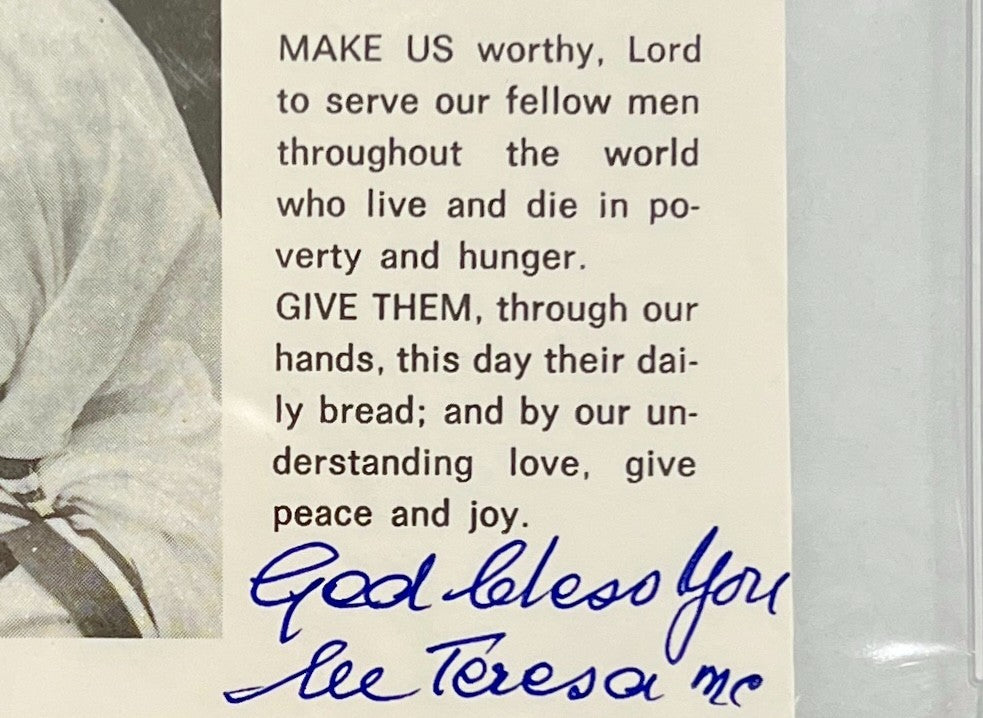 MAKE US worthy, Lord
to serve our fellow men
throughout the world
who live and die in po-
verty and hunger.
GIVE THEM, through our
hands, this day their dai-
ly bread; and by our un-
derstanding love, give
peace and joy.
God bless You
lee Teresa mc